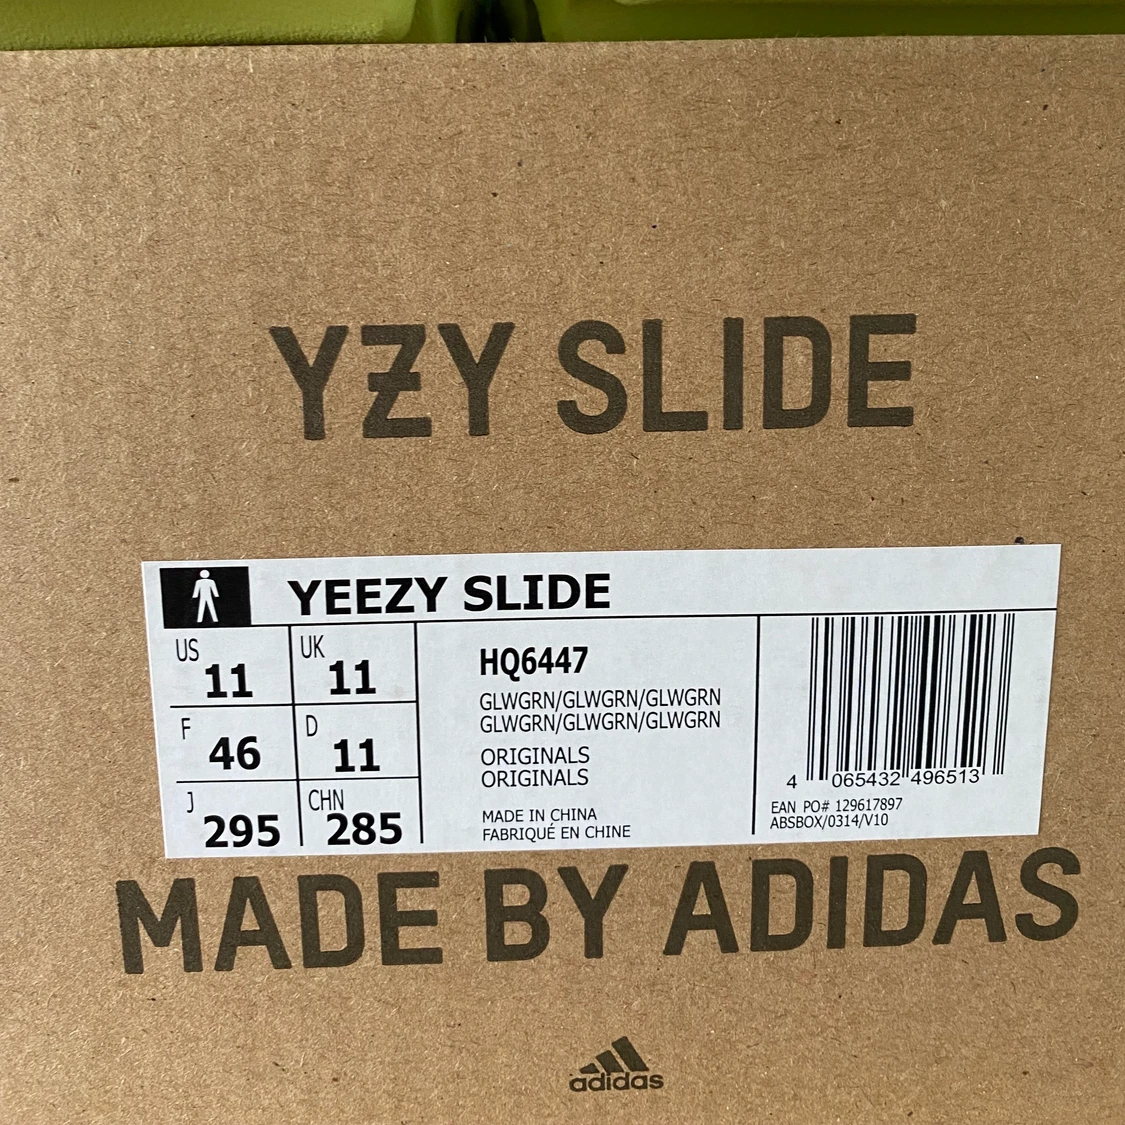 YZY SLIDE
YEEZY SLIDE
US 11 UK 11
F 46 D 11
J 295 CHN 285
HQ6447
GLWGRN/GLWGRN/GLWGRN
GLWGRN/GLWGRN/GLWGRN
ORIGINALS
ORIGINALS
MADE IN CHINA
FABRIQUÉ EN CHINE
4 065432 496513
EAN PO# 129617897
ABSBOX/0314/V10
MADE BY ADIDAS
adidas